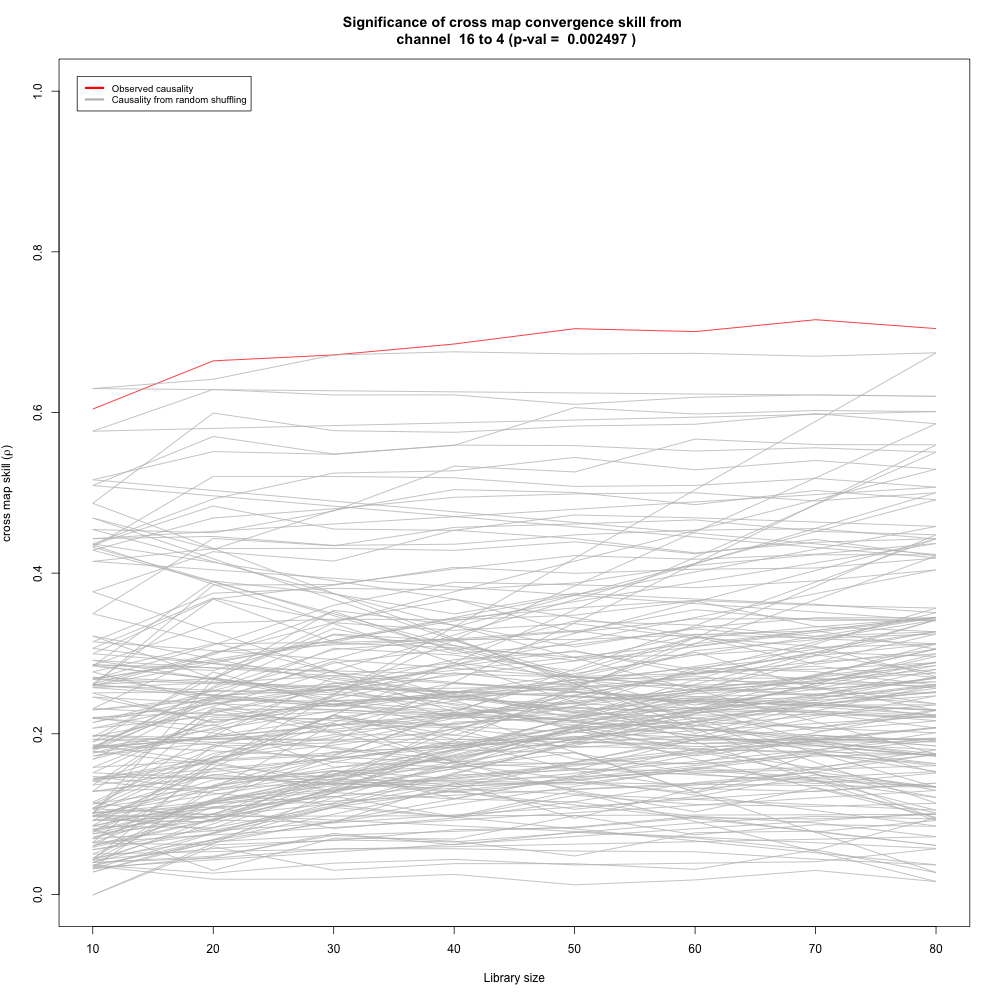 Significance of cross map convergence skill from
channel  16 to 4 (p-val =  0.002497 )
Observed causality
Causality from random shuffling
cross map skill (ρ)
1.0
0.8
0.6
0.4
0.2
0.0
10 20 30 40 50 60 70 80
Library size